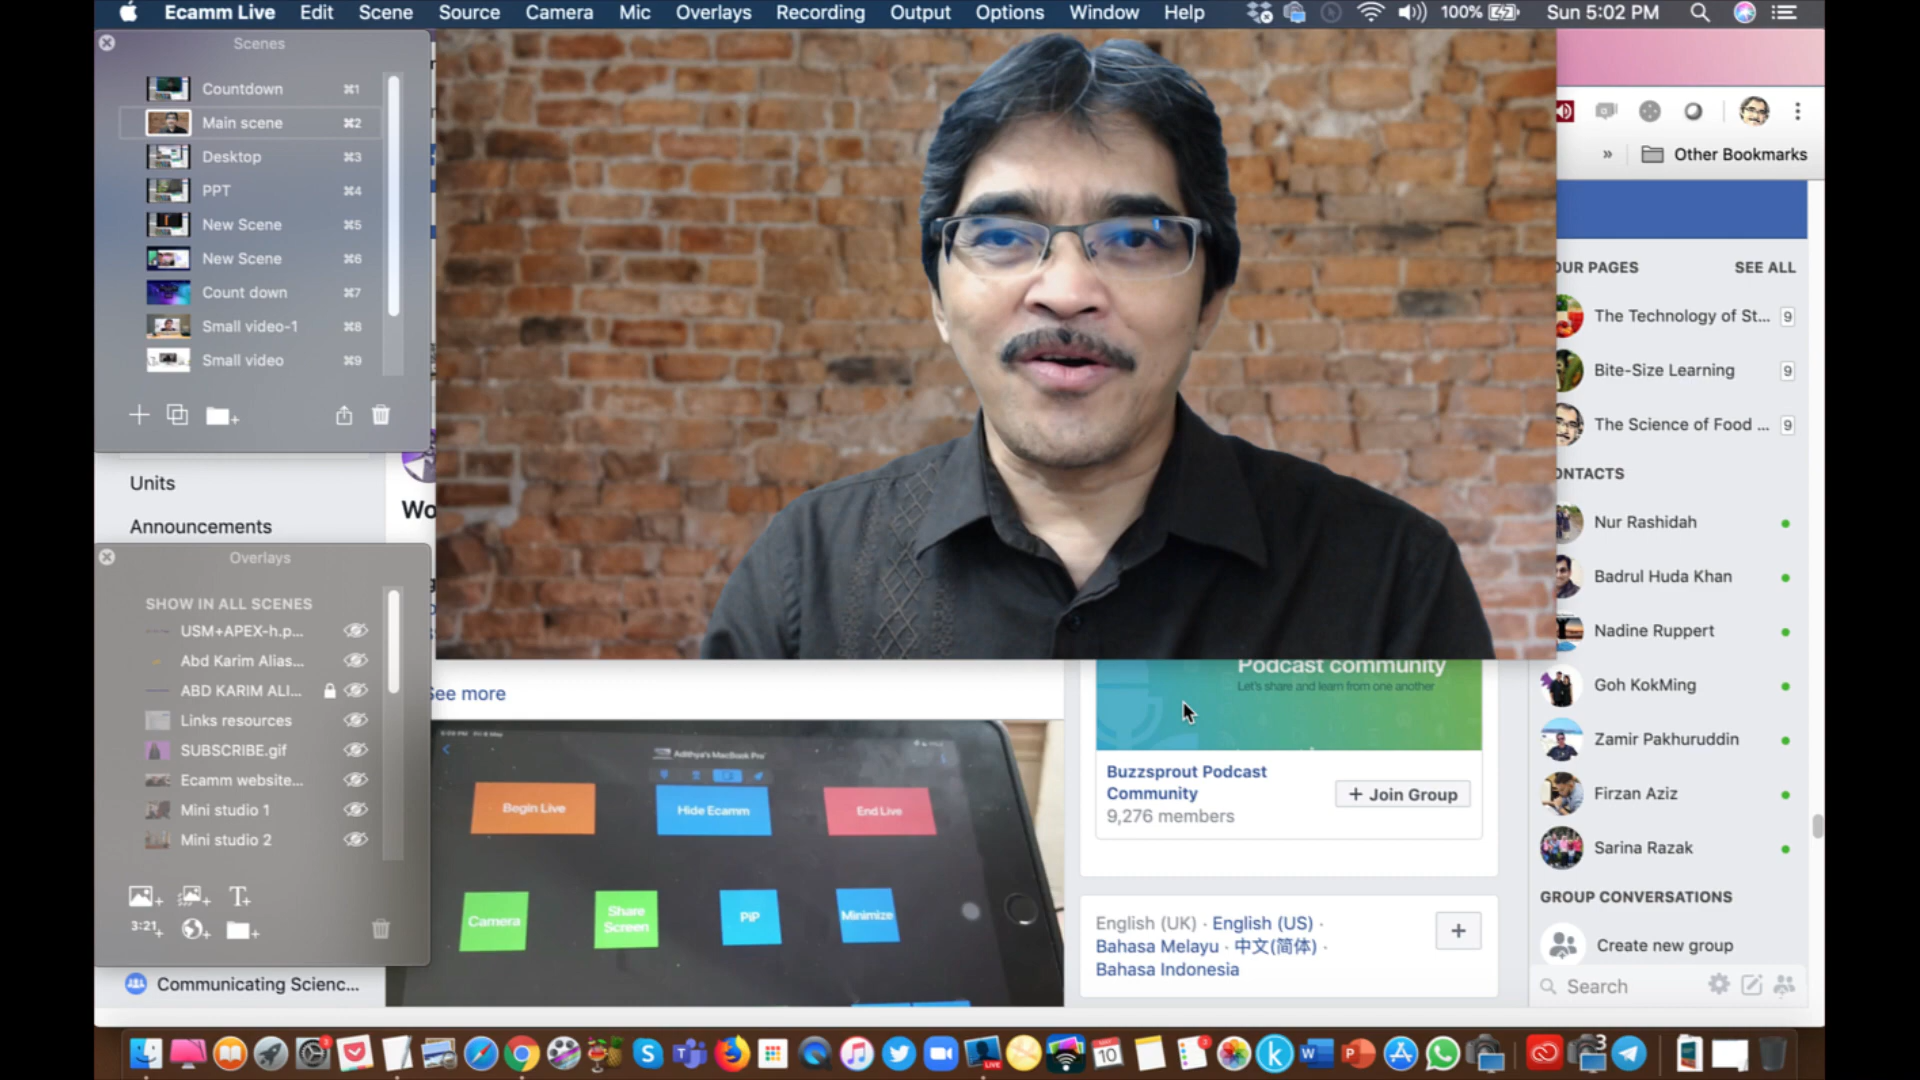 Ecamm Live Edit Scene Source Camera Mic Overlays Recording Output Options Window Help 100% Sun 5:02 PM
Scenes
Countdown ⌘1
Main scene ⌘2
Desktop ⌘3
PPT ⌘4
New Scene ⌘5
New Scene ⌘6
Count down ⌘7
Small video-1 ⌘8
Small video ⌘9
Units
Announcements
Wo
Overlays
SHOW IN ALL SCENES
USM+APEX-h.p...
Abd Karim Alias...
ABD KARIM ALI...
Links resources
SUBSCRIBE.gif
Ecamm website...
Mini studio 1
Mini studio 2
3:21
Communicating Scienc...
See more
Adithya's MacBook Pro
Begin Live
Hide Ecamm
End Live
Camera
Share
Screen
PiP
Minimize
Podcast community
Let's share and learn from one another
Buzzsprout Podcast
Community
9,276 members
+ Join Group
English (UK) · English (US) ·
Bahasa Melayu · 中文(简体) ·
Bahasa Indonesia
» Other Bookmarks
OUR PAGES SEE ALL
The Technology of St... 9
Bite-Size Learning 9
The Science of Food ... 9
ONTACTS
Nur Rashidah
Badrul Huda Khan
Nadine Ruppert
Goh KokMing
Zamir Pakhuruddin
Firzan Aziz
Sarina Razak
GROUP CONVERSATIONS
Create new group
Search
LIVE
10
3